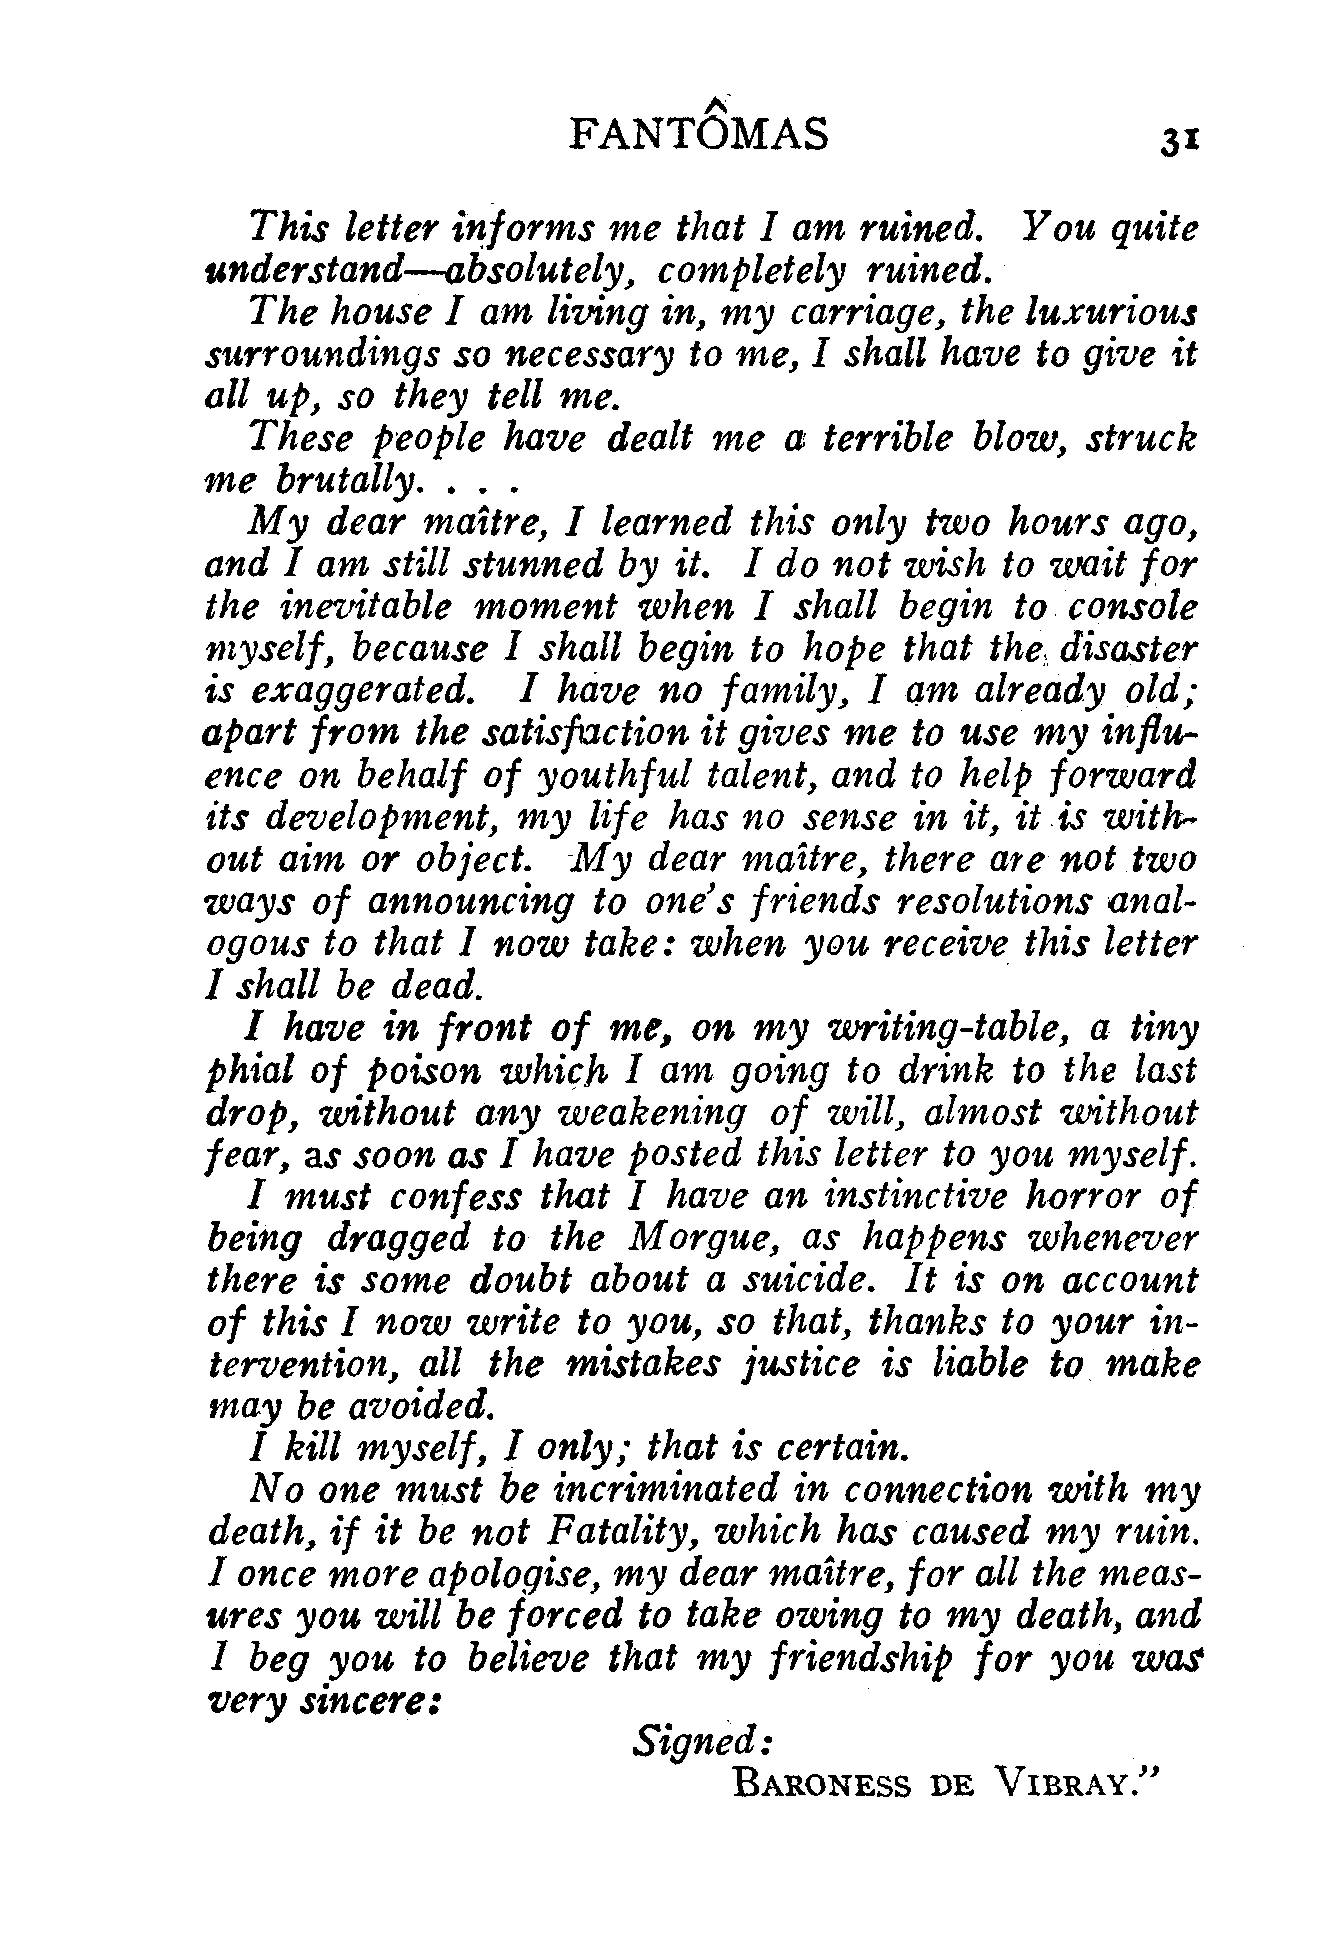 FANTÔMAS 31
This letter informs me that I am ruined. You quite
understand—absolutely, completely ruined.
The house I am living in, my carriage, the luxurious
surroundings so necessary to me, I shall have to give it
all up, so they tell me.
These people have dealt me a terrible blow, struck
me brutally. . . .
My dear maître, I learned this only two hours ago,
and I am still stunned by it. I do not wish to wait for
the inevitable moment when I shall begin to console
myself, because I shall begin to hope that the disaster
is exaggerated. I have no family, I am already old;
apart from the satisfaction it gives me to use my influ-
ence on behalf of youthful talent, and to help forward
its development, my life has no sense in it, it is with-
out aim or object. My dear maître, there are not two
ways of announcing to one's friends resolutions anal-
ogous to that I now take: when you receive this letter
I shall be dead.
I have in front of me, on my writing-table, a tiny
phial of poison which I am going to drink to the last
drop, without any weakening of will, almost without
fear, as soon as I have posted this letter to you myself.
I must confess that I have an instinctive horror of
being dragged to the Morgue, as happens whenever
there is some doubt about a suicide. It is on account
of this I now write to you, so that, thanks to your in-
tervention, all the mistakes justice is liable to make
may be avoided.
I kill myself, I only; that is certain.
No one must be incriminated in connection with my
death, if it be not Fatality, which has caused my ruin.
I once more apologise, my dear maître, for all the meas-
ures you will be forced to take owing to my death, and
I beg you to believe that my friendship for you was
very sincere:
Signed:
BARONESS DE VIBRAY."